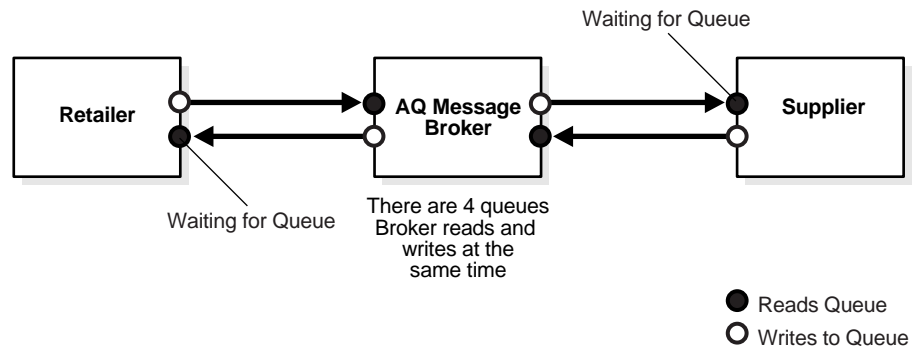 Waiting for Queue
Retailer
AQ Message
Broker
Supplier
Waiting for Queue
There are 4 queues
Broker reads and
writes at the
same time
Reads Queue
Writes to Queue